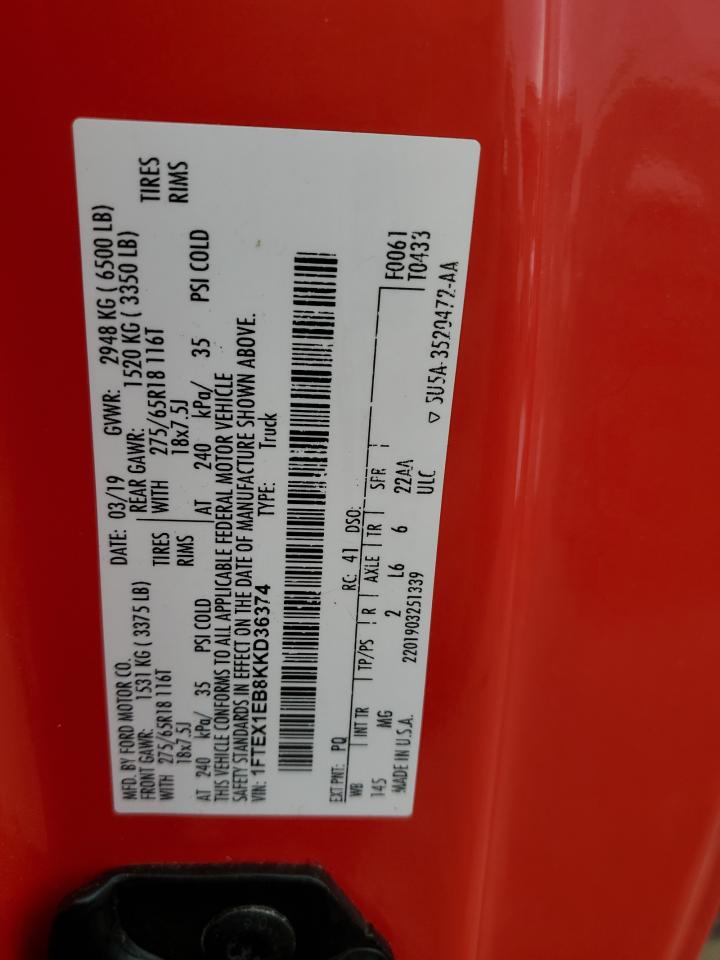 MFD. BY FORD MOTOR CO.
DATE: 03/19 GVWR: 2948 KG ( 6500 LB)
FRONT GAWR: 1531 KG ( 3375 LB) REAR GAWR: 1520 KG ( 3350 LB)
WITH 275/65R18 116T TIRES WITH 275/65R18 116T TIRES
18x7.5J RIMS 18x7.5J RIMS
AT 240 kPa/ 35 PSI COLD AT 240 kPa/ 35 PSI COLD
THIS VEHICLE CONFORMS TO ALL APPLICABLE FEDERAL MOTOR VEHICLE
SAFETY STANDARDS IN EFFECT ON THE DATE OF MANUFACTURE SHOWN ABOVE.
VIN: 1FTEX1EB8KKD36374 TYPE: Truck
EXT PNT: PQ RC: 41 DSO: F0061
WB INT TR TP/PS R AXLE TR SPR T0433
145 MG 2 L6 6 22AA
MADE IN U.S.A. 2201903251339 ULC ▽ SU5A-3520472-AA